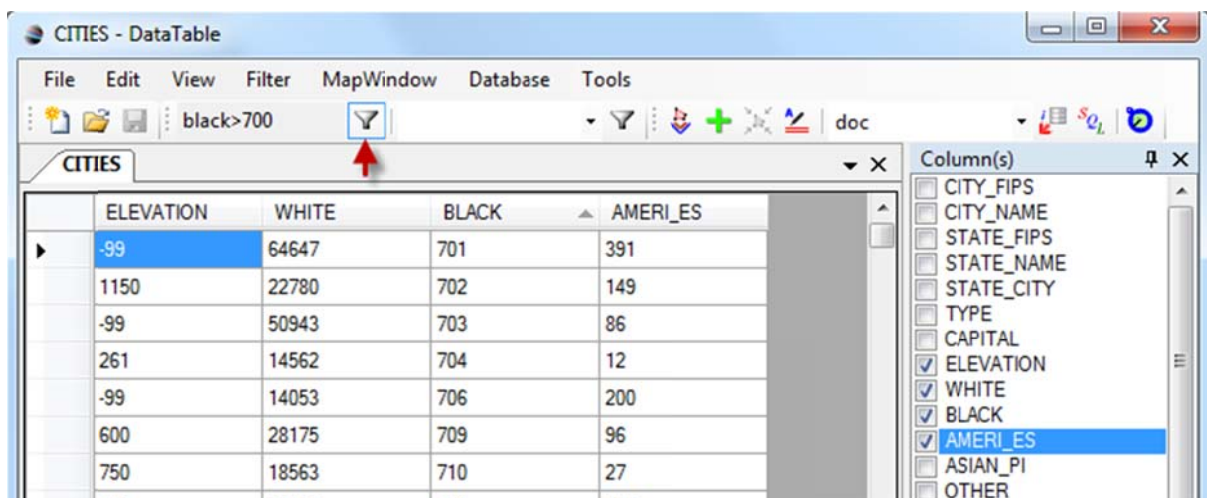 CITIES - DataTable
File Edit View Filter MapWindow Database Tools
black>700 doc SQL
CITIES
ELEVATION WHITE BLACK AMERI_ES
-99 64647 701 391
1150 22780 702 149
-99 50943 703 86
261 14562 704 12
-99 14053 706 200
600 28175 709 96
750 18563 710 27
Column(s)
CITY_FIPS
CITY_NAME
STATE_FIPS
STATE_NAME
STATE_CITY
TYPE
CAPITAL
ELEVATION
WHITE
BLACK
AMERI_ES
ASIAN_PI
OTHER